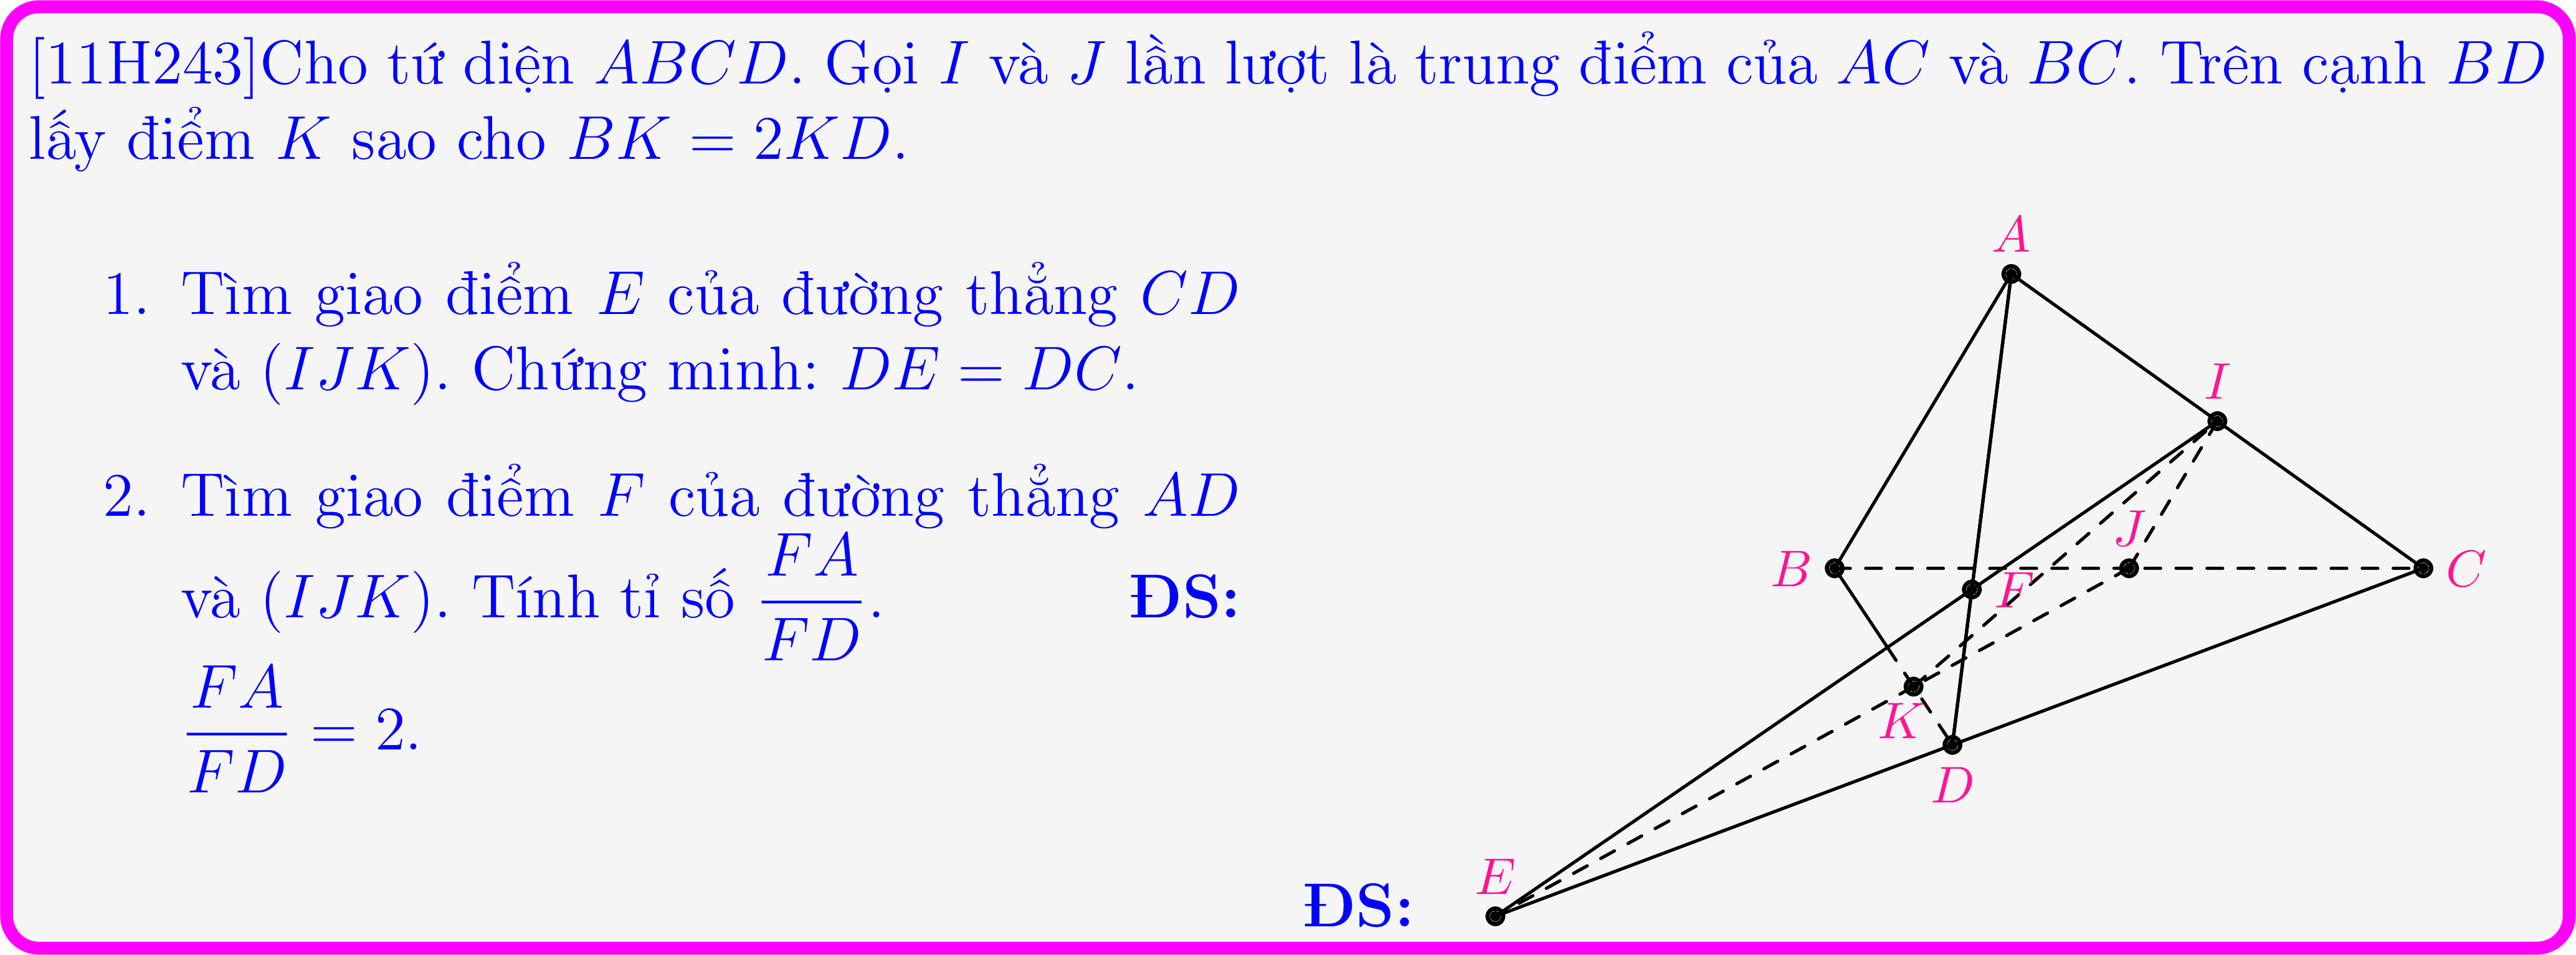 [11H243]Cho tứ diện ABCD. Gọi I và J lần lượt là trung điểm của AC và BC. Trên cạnh BD
lấy điểm K sao cho BK = 2KD.
1. Tìm giao điểm E của đường thẳng CD
và (IJK). Chứng minh: DE = DC.
2. Tìm giao điểm F của đường thẳng AD
và (IJK). Tính tỉ số \frac{FA}{FD}. ĐS:
\frac{FA}{FD} = 2.
A
I
J
B
C
F
K
D
E
ĐS: